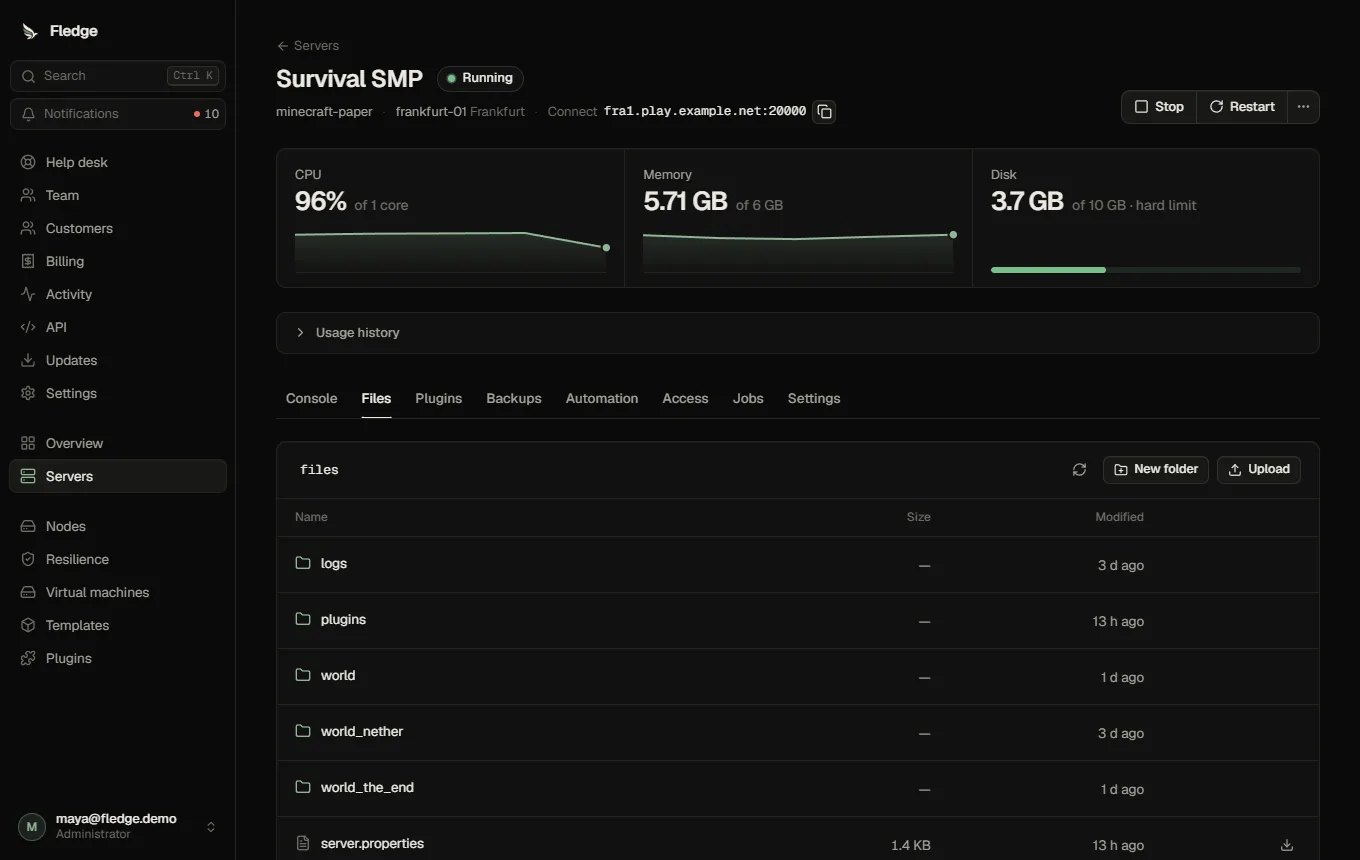 Fledge
Search Ctrl K
Notifications 10
Help desk
Team
Customers
Billing
Activity
API
Updates
Settings
Overview
Servers
Nodes
Resilience
Virtual machines
Templates
Plugins
M
maya@fledge.demo
Administrator
Servers
Survival SMP Running
minecraft-paper · frankfurt-01 Frankfurt · Connect fra1.play.example.net:20000
Stop Restart
CPU
96% of 1 core
Memory
5.71 GB of 6 GB
Disk
3.7 GB of 10 GB · hard limit
Usage history
Console Files Plugins Backups Automation Access Jobs Settings
files New folder Upload
Name Size Modified
logs — 3 d ago
plugins — 13 h ago
world — 1 d ago
world_nether — 3 d ago
world_the_end — 1 d ago
server.properties 1.4 KB 13 h ago